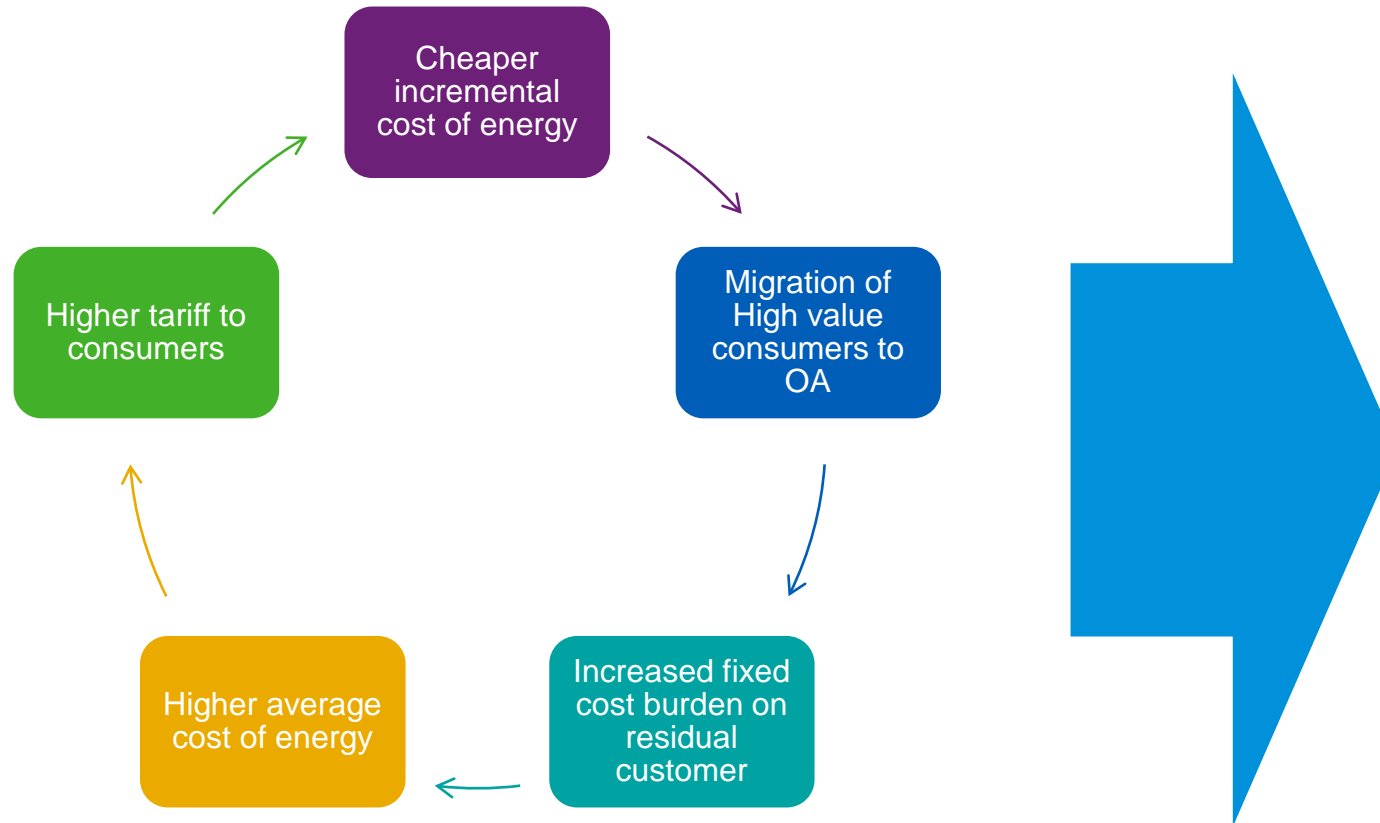 Cheaper
incremental
cost of energy
Migration of
High value
consumers to
OA
Increased fixed
cost burden on
residual
customer
Higher average
cost of energy
Higher tariff to
consumers